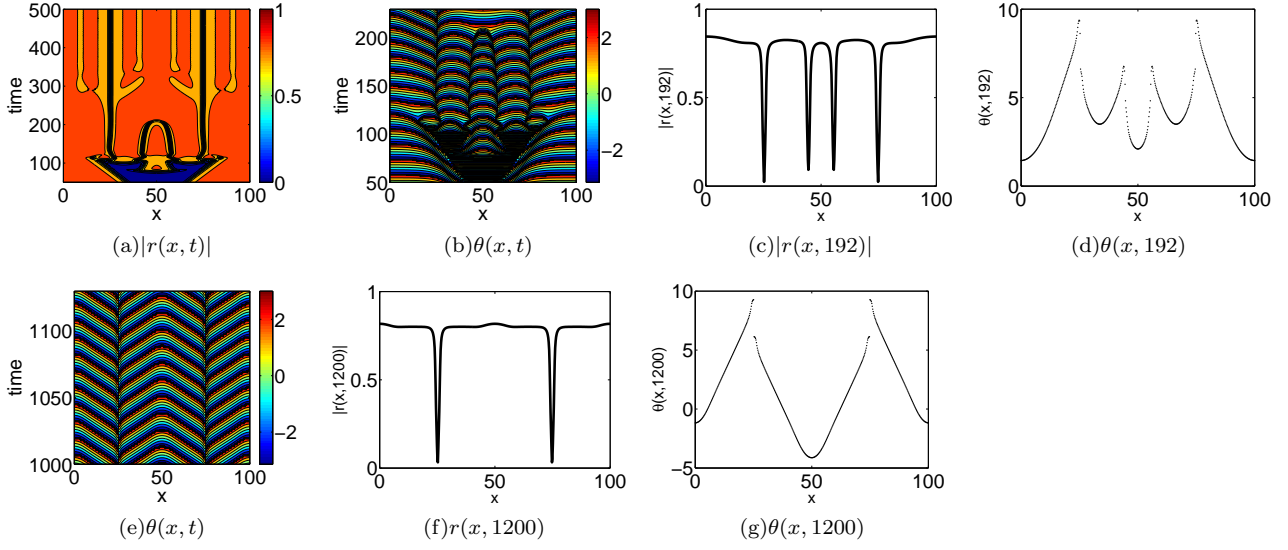 500
400
300
200
100
time
0
50
100
x
1
0.5
0
(a)|r(x, t)|
200
150
100
50
time
0
50
100
x
2
0
−2
(b)θ(x, t)
1
0.5
0
|r(x,192)|
0
50
100
x
(c)|r(x, 192)|
10
5
0
θ(x,192)
0
50
100
x
(d)θ(x, 192)
1100
1050
1000
time
0
50
100
x
2
0
−2
(e)θ(x, t)
1
0.5
0
|r(x,1200)|
0
50
100
x
(f)r(x, 1200)
10
5
0
−5
θ(x,1200)
0
50
100
x
(g)θ(x, 1200)